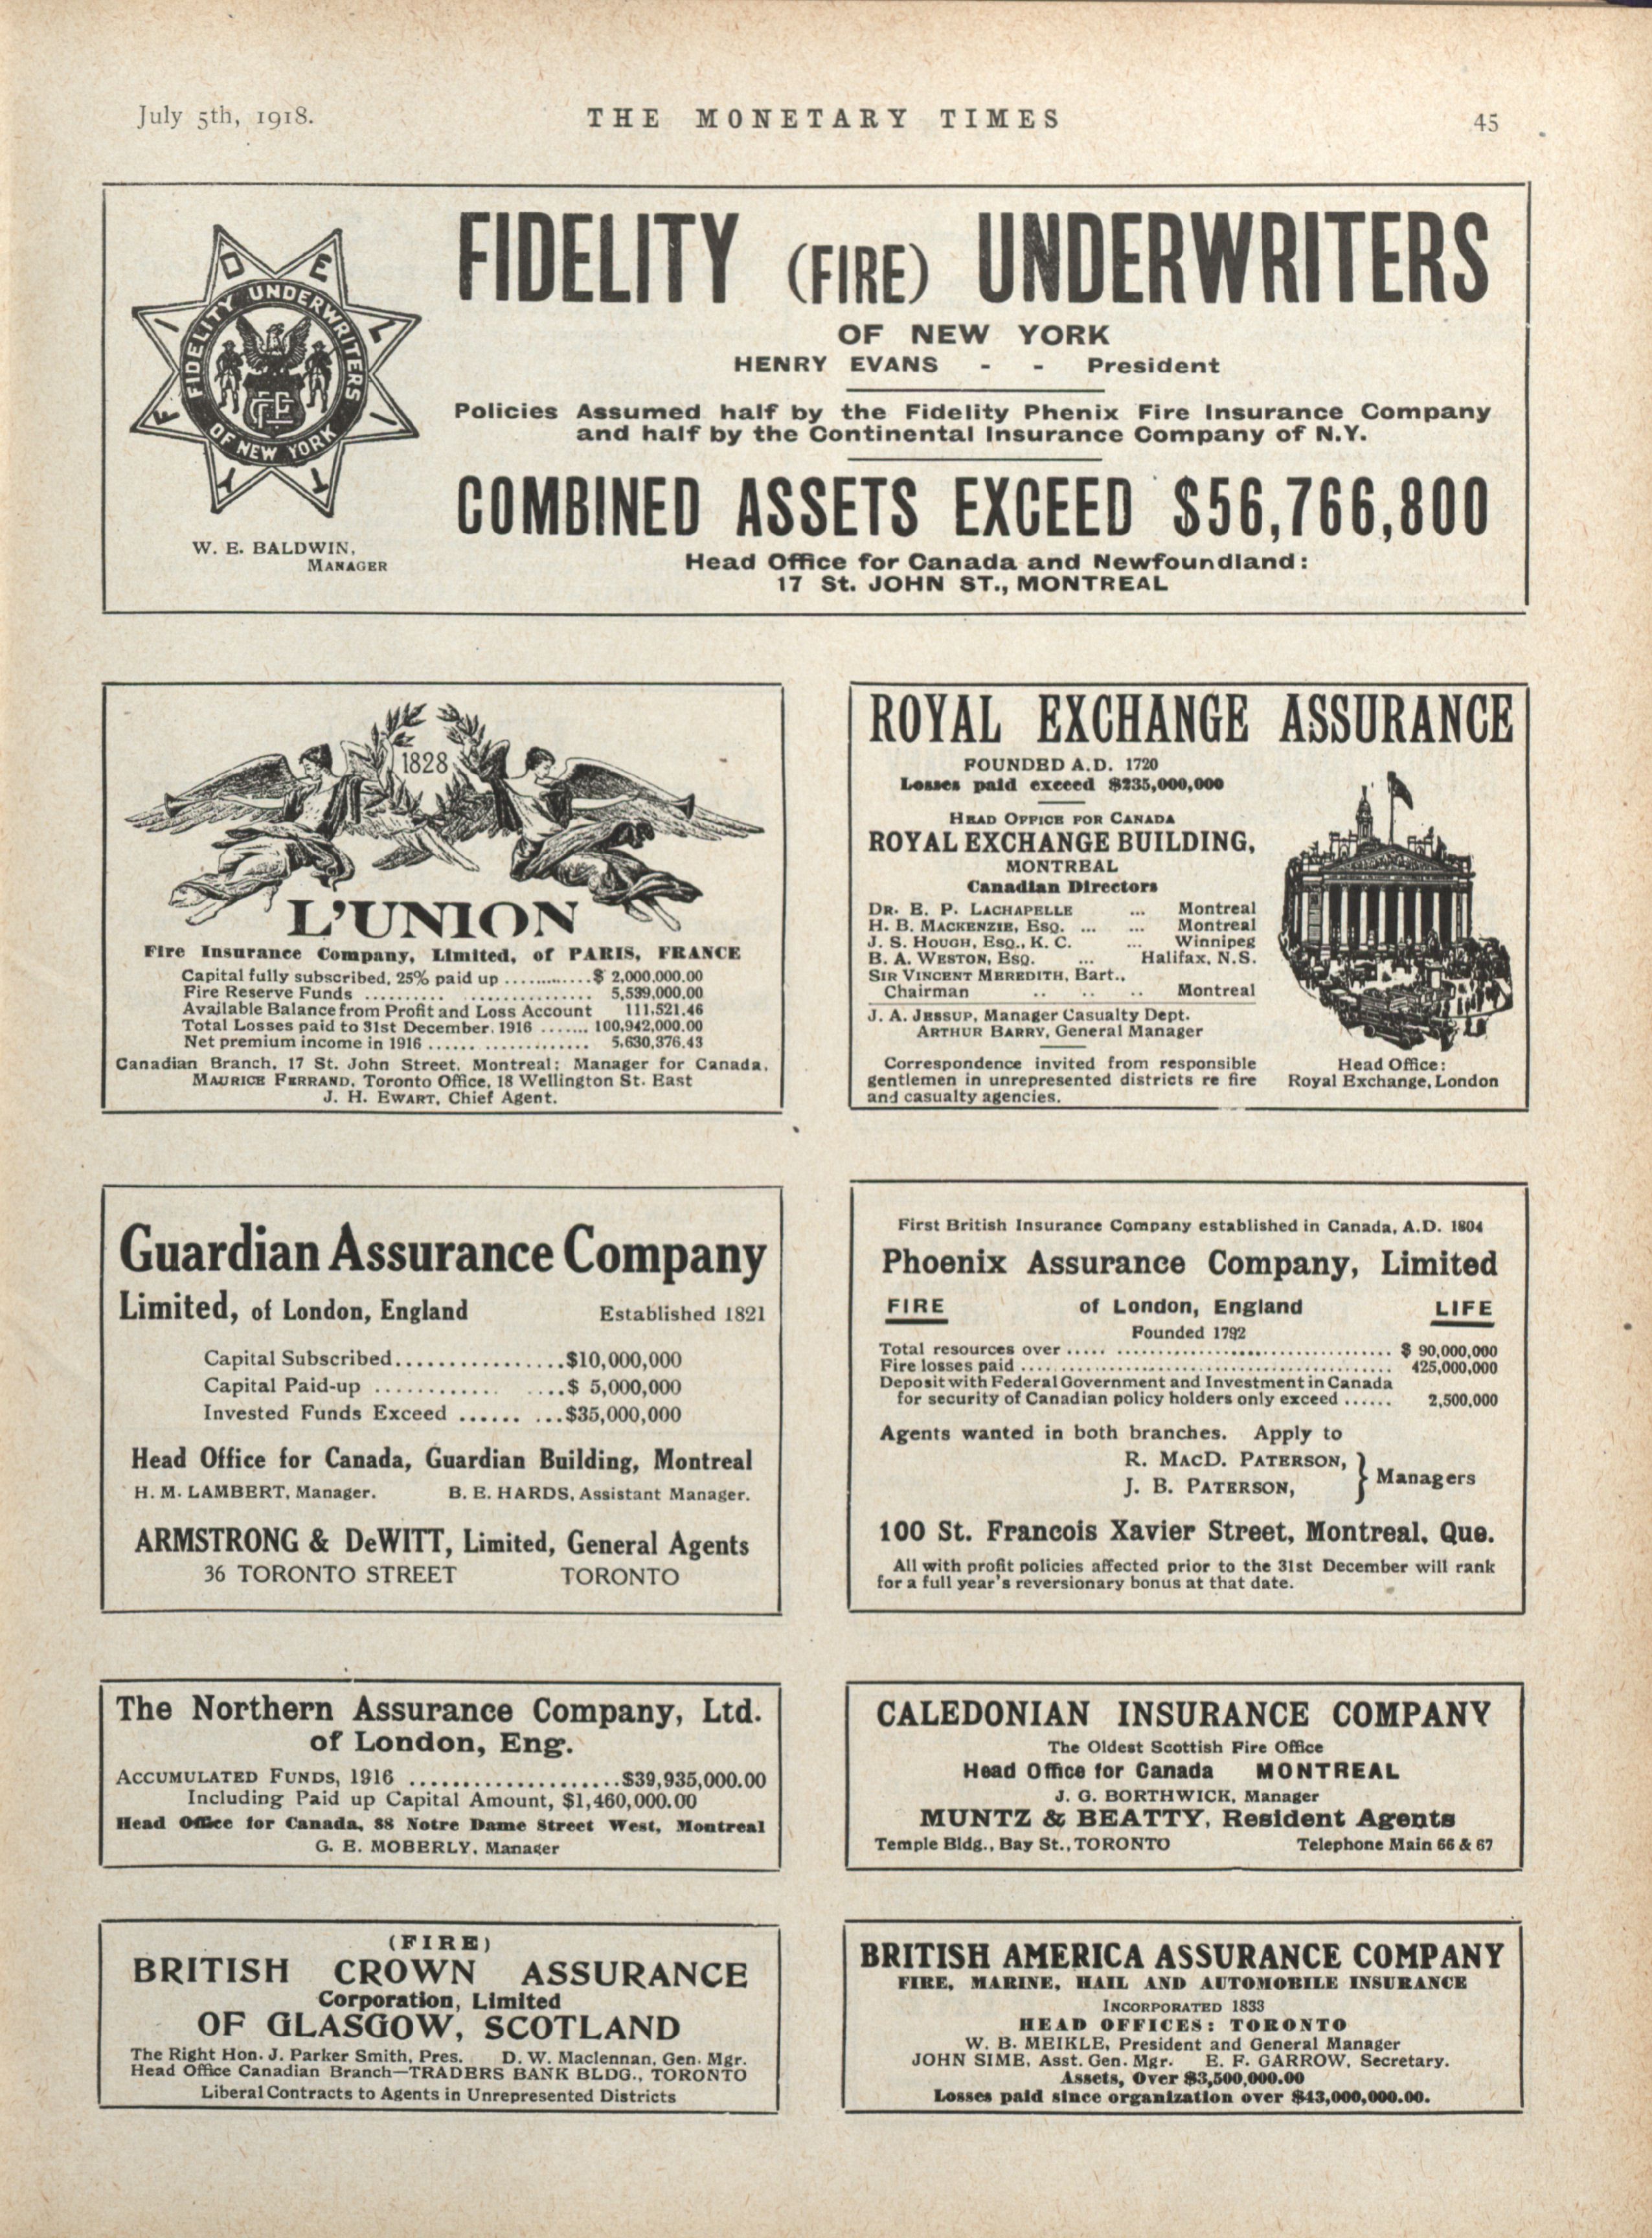 July 5th, 1918.
THE MONETARY TIMES
45
FIDELITY
FIDELITY UNDERWRITERS
OF NEW YORK
W. E. BALDWIN,
MANAGER
FIDELITY (FIRE) UNDERWRITERS
OF NEW YORK
HENRY EVANS - - President
Policies Assumed half by the Fidelity Phenix Fire Insurance Company
and half by the Continental Insurance Company of N.Y.
COMBINED ASSETS EXCEED $56,766,800
Head Office for Canada and Newfoundland:
17 St. JOHN ST., MONTREAL
1828
L'UNION
Fire Insurance Company, Limited, of PARIS, FRANCE
Capital fully subscribed, 25% paid up ............$ 2,000,000.00
Fire Reserve Funds .......... ................ 5,539,000.00
Available Balance from Profit and Loss Account 111,521.46
Total Losses paid to 31st December, 1916 ....... 100,942,000.00
Net premium income in 1916 ...... ............. 5,630,376.43
Canadian Branch, 17 St. John Street, Montreal; Manager for Canada,
MAURICE FERRAND, Toronto Office, 18 Wellington St. East
J. H. EWART, Chief Agent.
ROYAL EXCHANGE ASSURANCE
FOUNDED A.D. 1720
Losses paid exceed $235,000,000
HEAD OFFICE FOR CANADA
ROYAL EXCHANGE BUILDING,
MONTREAL
Canadian Directors
DR. E. P. LACHAPELLE ... Montreal
H. B. MACKENZIE, ESQ. ... ... Montreal
J. S. HOUGH, ESQ., K. C. ... Winnipeg
B. A. WESTON, ESQ. ... Halifax, N.S.
SIR VINCENT MEREDITH, Bart.,
Chairman .. .. .. Montreal
J. A. JESSUP, Manager Casualty Dept.
ARTHUR BARRY, General Manager
Correspondence invited from responsible
gentlemen in unrepresented districts re fire
and casualty agencies.
Head Office:
Royal Exchange, London
Guardian Assurance Company
Limited, of London, England Established 1821
Capital Subscribed................$10,000,000
Capital Paid-up ............ ....$ 5,000,000
Invested Funds Exceed ...... ...$35,000,000
Head Office for Canada, Guardian Building, Montreal
H. M. LAMBERT, Manager. B. E. HARDS, Assistant Manager.
ARMSTRONG & DeWITT, Limited, General Agents
36 TORONTO STREET TORONTO
First British Insurance Company established in Canada, A.D. 1804
Phoenix Assurance Company, Limited
FIRE of London, England LIFE
Founded 1792
Total resources over ..... .................................. $ 90,000,000
Fire losses paid ............................................. 425,000,000
Deposit with Federal Government and Investment in Canada
for security of Canadian policy holders only exceed ...... 2,500,000
Agents wanted in both branches. Apply to
R. MACD. PATERSON,
J. B. PATERSON, } Managers
100 St. Francois Xavier Street, Montreal, Que.
All with profit policies affected prior to the 31st December will rank
for a full year's reversionary bonus at that date.
The Northern Assurance Company, Ltd.
of London, Eng.
ACCUMULATED FUNDS, 1916 ....................$39,935,000.00
Including Paid up Capital Amount, $1,460,000.00
Head Office for Canada, 88 Notre Dame Street West, Montreal
G. E. MOBERLY, Manager
CALEDONIAN INSURANCE COMPANY
The Oldest Scottish Fire Office
Head Office for Canada MONTREAL
J. G. BORTHWICK, Manager
MUNTZ & BEATTY, Resident Agents
Temple Bldg., Bay St., TORONTO Telephone Main 66 & 67
(FIRE)
BRITISH CROWN ASSURANCE
Corporation, Limited
OF GLASGOW, SCOTLAND
The Right Hon. J. Parker Smith, Pres. D. W. Maclennan, Gen. Mgr.
Head Office Canadian Branch—TRADERS BANK BLDG., TORONTO
Liberal Contracts to Agents in Unrepresented Districts
BRITISH AMERICA ASSURANCE COMPANY
FIRE, MARINE, HAIL AND AUTOMOBILE INSURANCE
INCORPORATED 1833
HEAD OFFICES: TORONTO
W. B. MEIKLE, President and General Manager
JOHN SIME, Asst. Gen. Mgr. E. F. GARROW, Secretary.
Assets, Over $3,500,000.00
Losses paid since organization over $43,000,000.00.